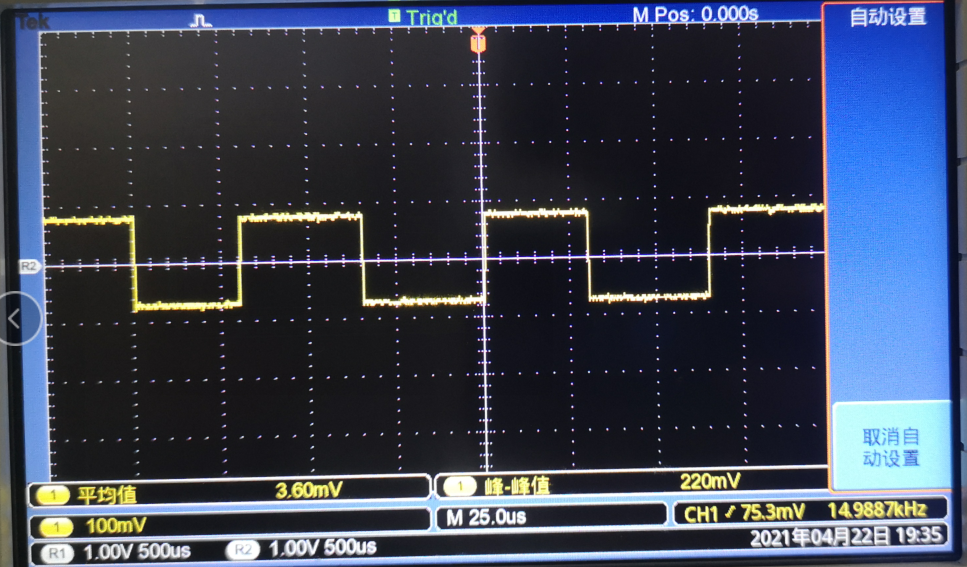 Tek T Trig'd M Pos: 0.000s 自动设置
R2
取消自
动设置
1 平均值 3.60mV 1 峰-峰值 220mV
1 100mV M 25.0us CH1 75.3mV 14.9887kHz
R1 1.00V 500us R2 1.00V 500us 2021年04月22日 19:35